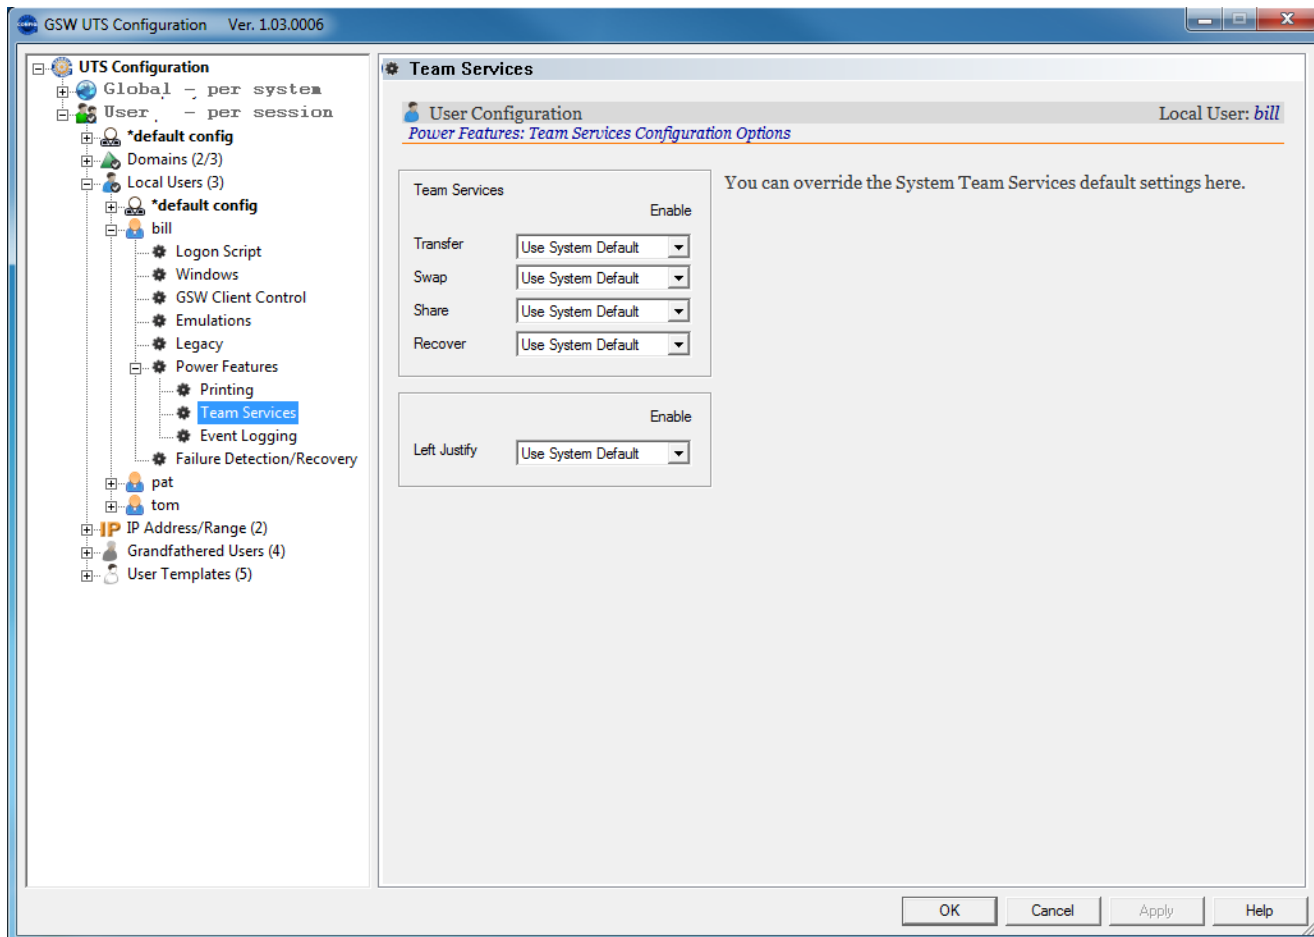 GSW UTS Configuration Ver. 1.03.0006
UTS Configuration
Global - per system
User - per session
*default config
Domains (2/3)
Local Users (3)
*default config
bill
Logon Script
Windows
GSW Client Control
Emulations
Legacy
Power Features
Printing
Team Services
Event Logging
Failure Detection/Recovery
pat
tom
IP Address/Range (2)
Grandfathered Users (4)
User Templates (5)
Team Services
User Configuration Local User: bill
Power Features: Team Services Configuration Options
Team Services
Enable
Transfer Use System Default
Swap Use System Default
Share Use System Default
Recover Use System Default
Enable
Left Justify Use System Default
You can override the System Team Services default settings here.
OK Cancel Apply Help